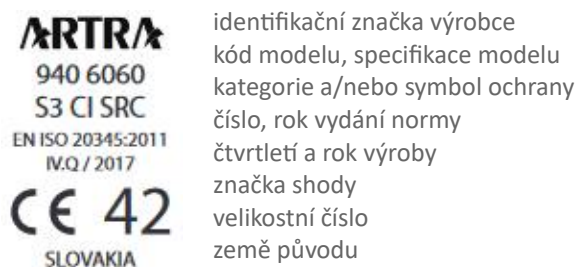 ARTRA
940 6060
S3 CI SRC
EN ISO 20345:2011
IV.Q / 2017
CE 42
SLOVAKIA
identifikační značka výrobce
kód modelu, specifikace modelu
kategorie a/nebo symbol ochrany
číslo, rok vydání normy
čtvrtletí a rok výroby
značka shody
velikostní číslo
země původu